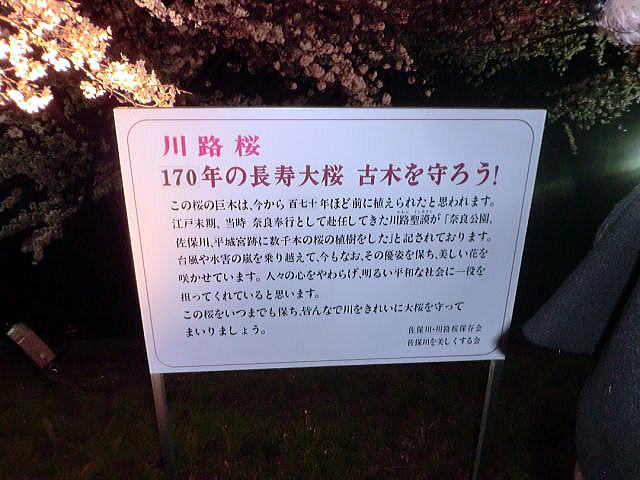 川路桜
170年の長寿大桜 古木を守ろう!
この桜の巨木は、今から百七十年ほど前に植えられたと思われます。
江戸末期、当時 奈良奉行として赴任してきた川路聖謨が「奈良公園、
佐保川、平城宮跡に数千本の桜の植樹をした」と記されております。
台風や水害の嵐を乗り越えて、今もなお、その優姿を保ち、美しい花を
咲かせています。人々の心をやわらげ、明るい平和な社会に一役を
担ってくれていると思います。
この桜をいつまでも保ち、皆んなで川をきれいに大桜を守って
まいりましょう。
佐保川・川路桜保存会
佐保川を美しくする会